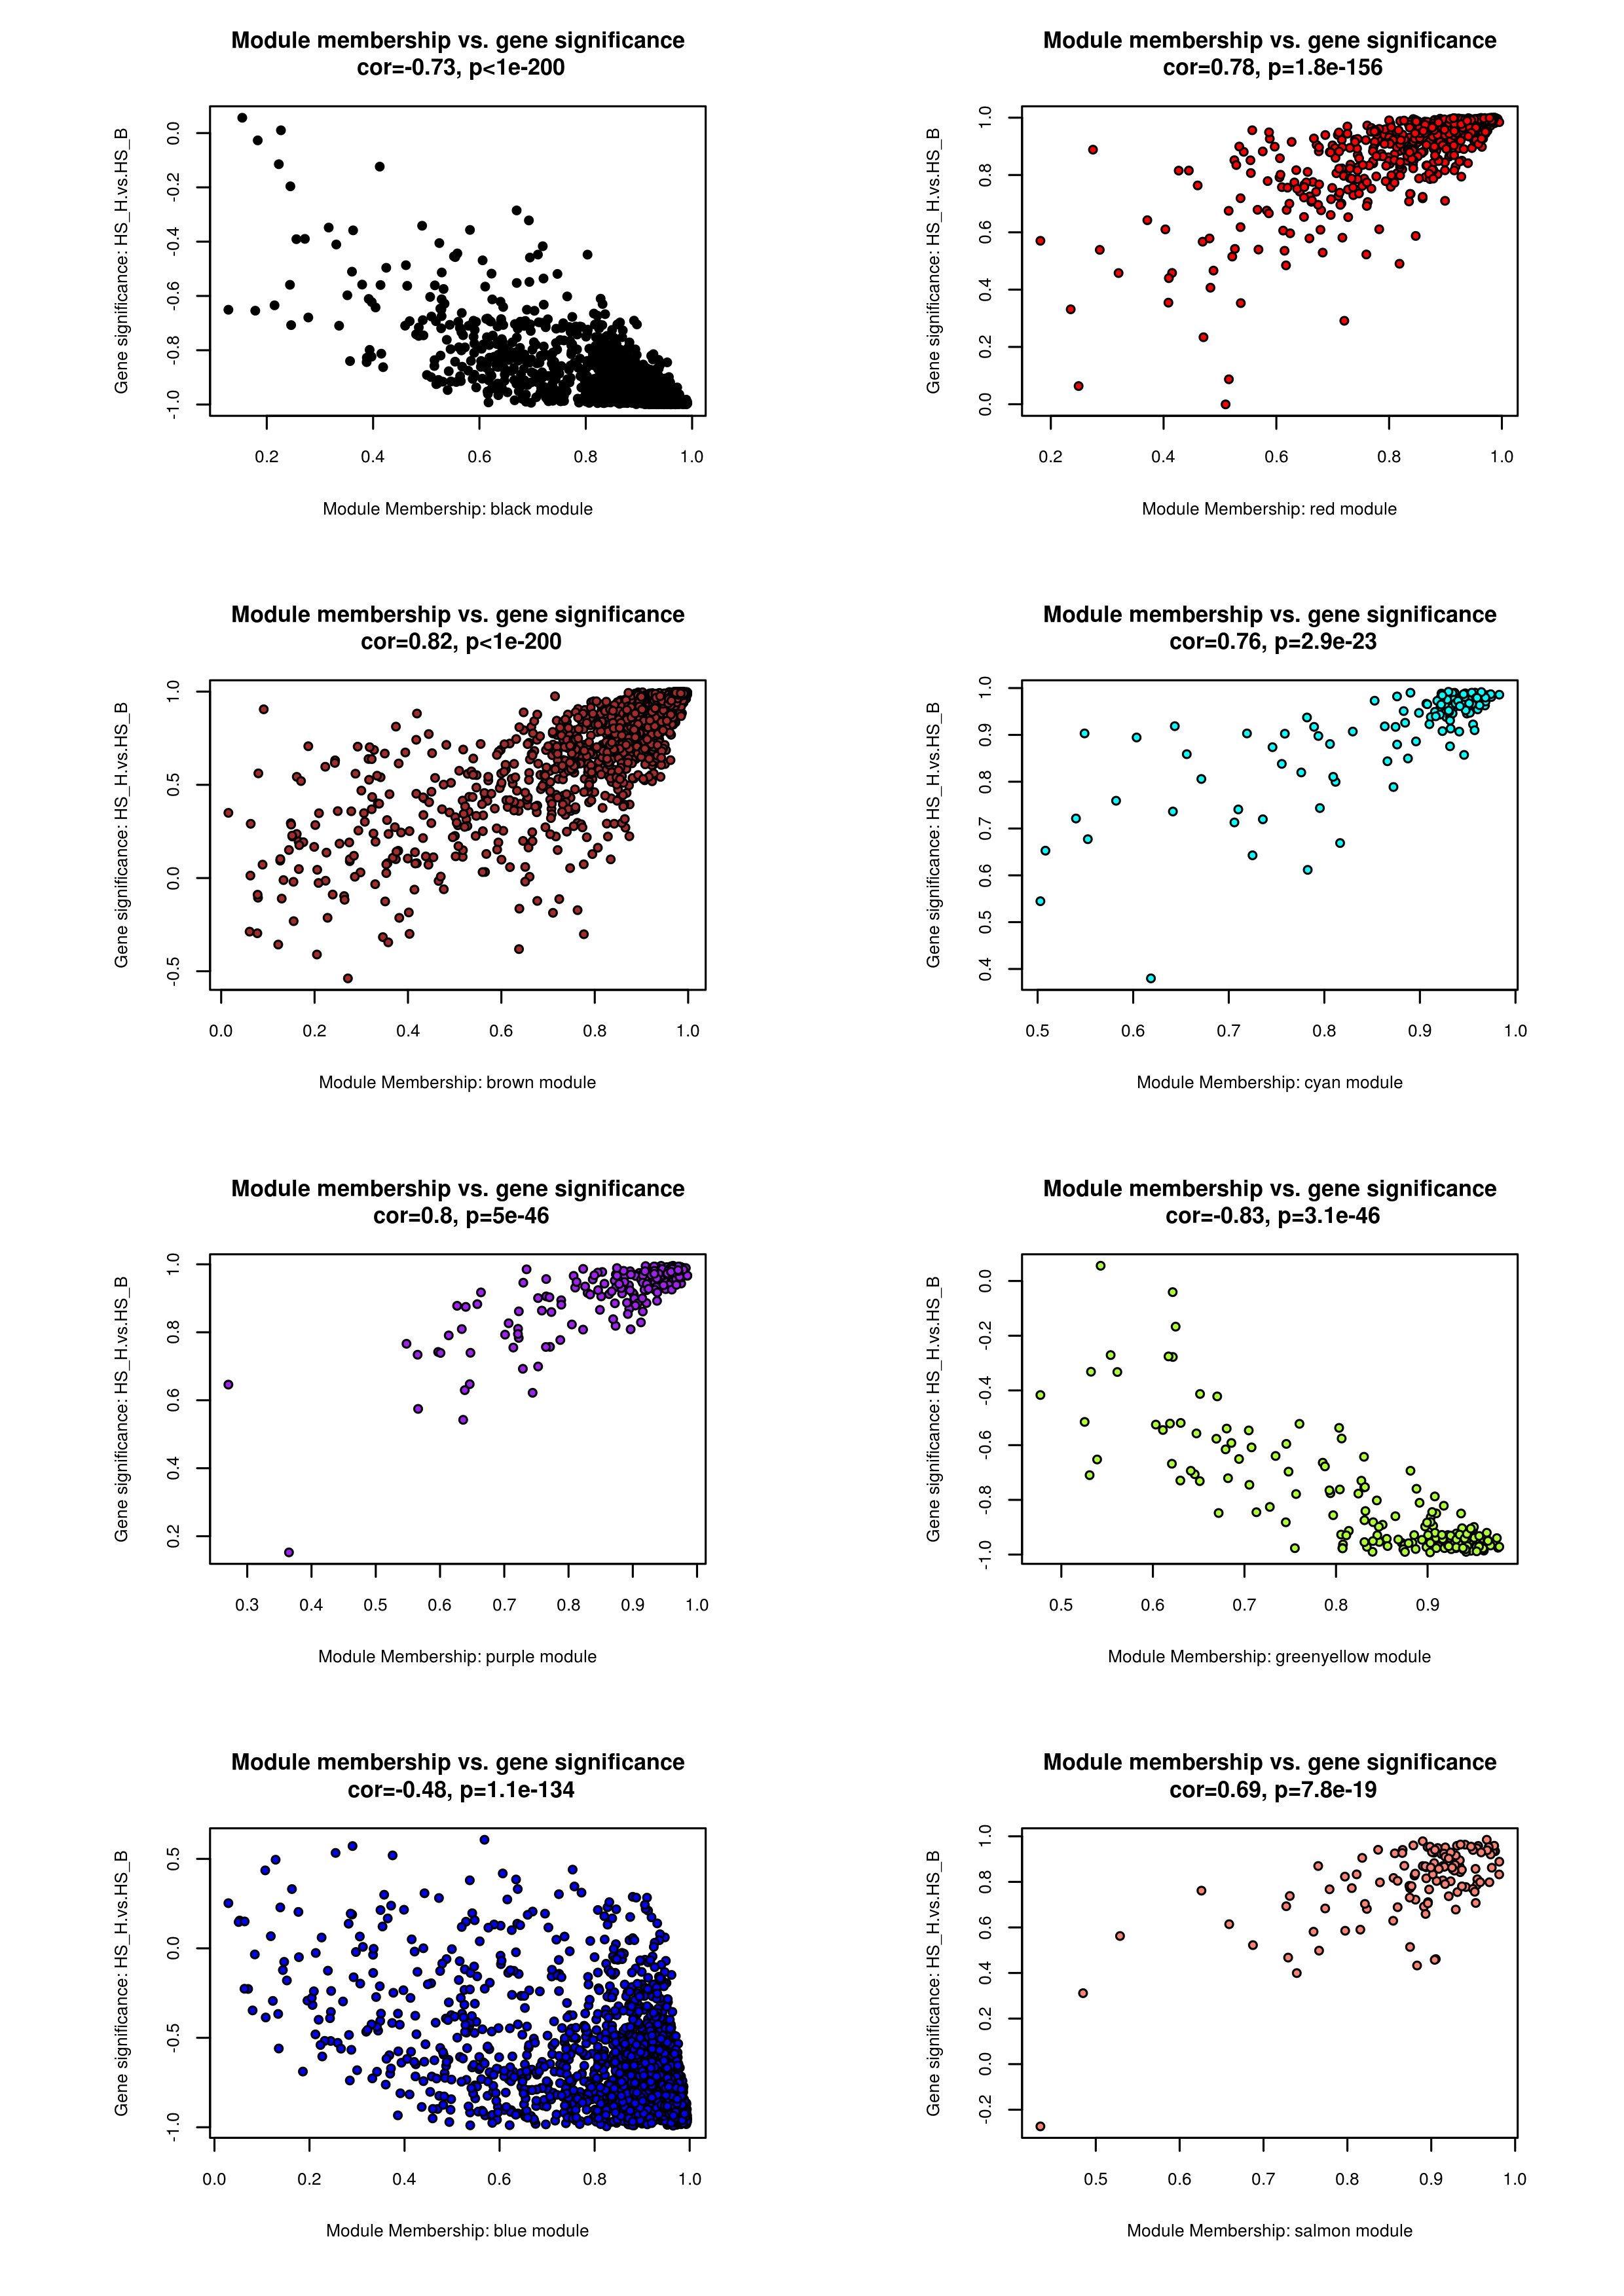 Module membership vs. gene significance
cor=-0.73, p<1e-200
Gene significance: HS_H.vs.HS_B
0.0
-0.2
-0.4
-0.6
-0.8
-1.0
0.2 0.4 0.6 0.8 1.0
Module Membership: black module
Module membership vs. gene significance
cor=0.78, p=1.8e-156
Gene significance: HS_H.vs.HS_B
1.0
0.8
0.6
0.4
0.2
0.0
0.2 0.4 0.6 0.8 1.0
Module Membership: red module
Module membership vs. gene significance
cor=0.82, p<1e-200
Gene significance: HS_H.vs.HS_B
1.0
0.5
0.0
-0.5
0.0 0.2 0.4 0.6 0.8 1.0
Module Membership: brown module
Module membership vs. gene significance
cor=0.76, p=2.9e-23
Gene significance: HS_H.vs.HS_B
1.0
0.9
0.8
0.7
0.6
0.5
0.4
0.5 0.6 0.7 0.8 0.9 1.0
Module Membership: cyan module
Module membership vs. gene significance
cor=0.8, p=5e-46
Gene significance: HS_H.vs.HS_B
1.0
0.8
0.6
0.4
0.2
0.3 0.4 0.5 0.6 0.7 0.8 0.9 1.0
Module Membership: purple module
Module membership vs. gene significance
cor=-0.83, p=3.1e-46
Gene significance: HS_H.vs.HS_B
0.0
-0.2
-0.4
-0.6
-0.8
-1.0
0.5 0.6 0.7 0.8 0.9
Module Membership: greenyellow module
Module membership vs. gene significance
cor=-0.48, p=1.1e-134
Gene significance: HS_H.vs.HS_B
0.5
0.0
-0.5
-1.0
0.0 0.2 0.4 0.6 0.8 1.0
Module Membership: blue module
Module membership vs. gene significance
cor=0.69, p=7.8e-19
Gene significance: HS_H.vs.HS_B
1.0
0.8
0.6
0.4
0.2
0.0
-0.2
0.5 0.6 0.7 0.8 0.9 1.0
Module Membership: salmon module